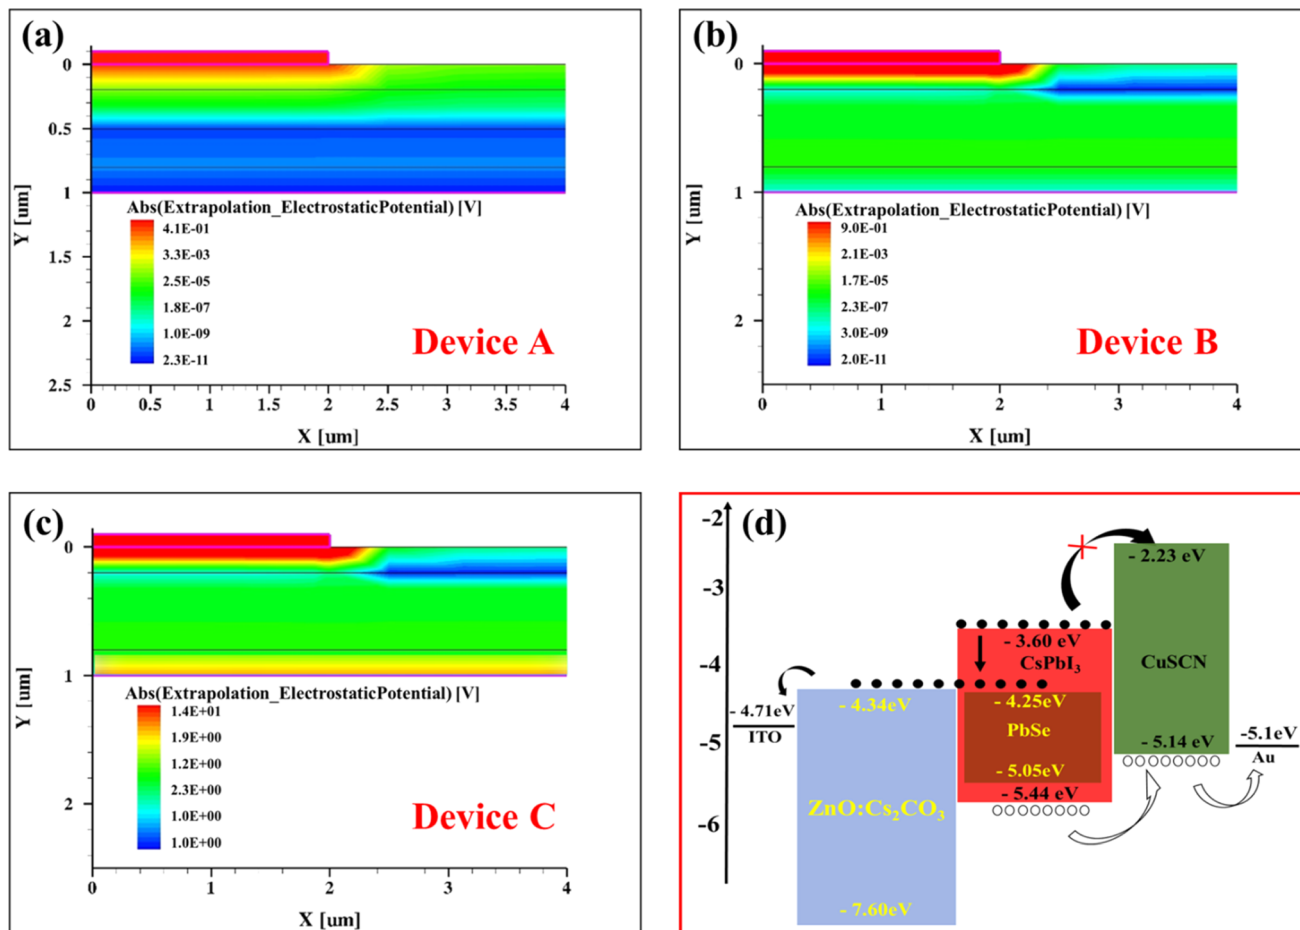 (a)
0
0.5
1
1.5
2
2.5
Y [um]
Abs(Extrapolation_ElectrostaticPotential) [V]
4.1E-01
3.3E-03
2.5E-05
1.8E-07
1.0E-09
2.3E-11
Device A
0 0.5 1 1.5 2 2.5 3 3.5 4
X [um]
(b)
0
1
2
Y [um]
Abs(Extrapolation_ElectrostaticPotential) [V]
9.0E-01
2.1E-03
1.7E-05
2.3E-07
3.0E-09
2.0E-11
Device B
0 1 2 3 4
X [um]
(c)
0
1
2
Y [um]
Abs(Extrapolation_ElectrostaticPotential) [V]
1.4E+01
1.9E+00
1.2E+00
2.3E+00
1.0E+00
1.0E+00
Device C
0 1 2 3 4
X [um]
(d)
-2
-3
-4
-5
-6
- 4.71eV
ITO
- 4.34eV
ZnO:Cs₂CO₃
- 7.60eV
- 3.60 eV
CsPbI₃
- 4.25eV
PbSe
- 5.05eV
- 5.44 eV
- 2.23 eV
CuSCN
- 5.14 eV
-5.1eV
Au